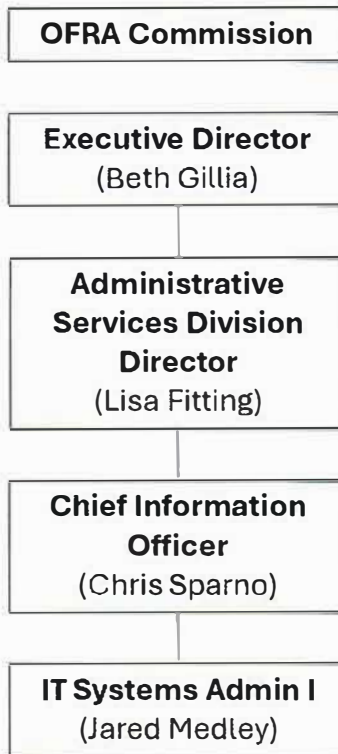 OFRA Commission
Executive Director
(Beth Gillia)
Administrative
Services Division
Director
(Lisa Fitting)
Chief Information
Officer
(Chris Sparno)
IT Systems Admin I
(Jared Medley)